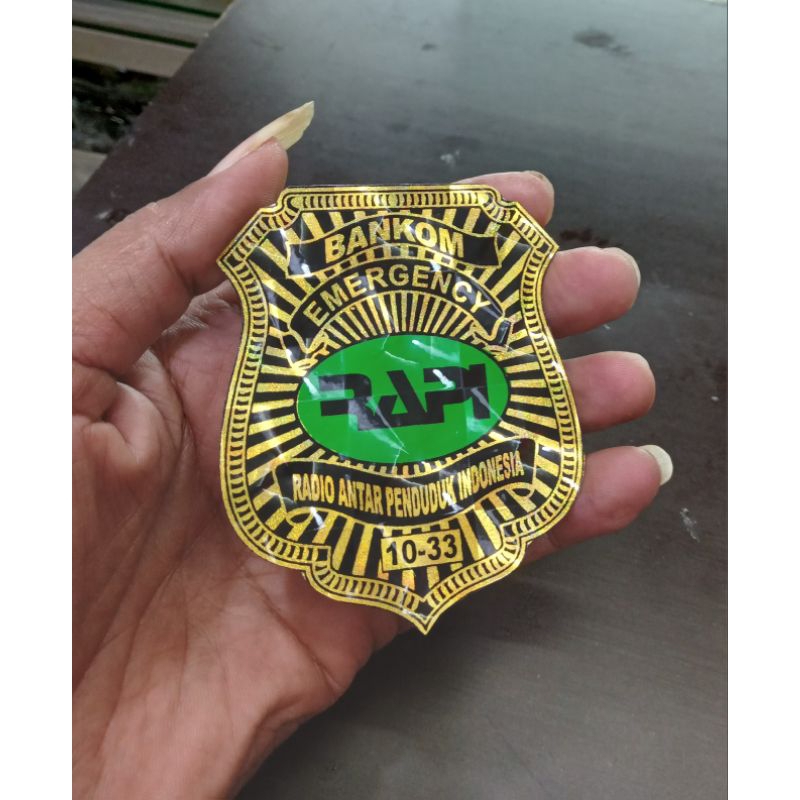 BANKOM
EMERGENCY
RAPI
RADIO ANTAR PENDUDUK INDONESIA
10-33